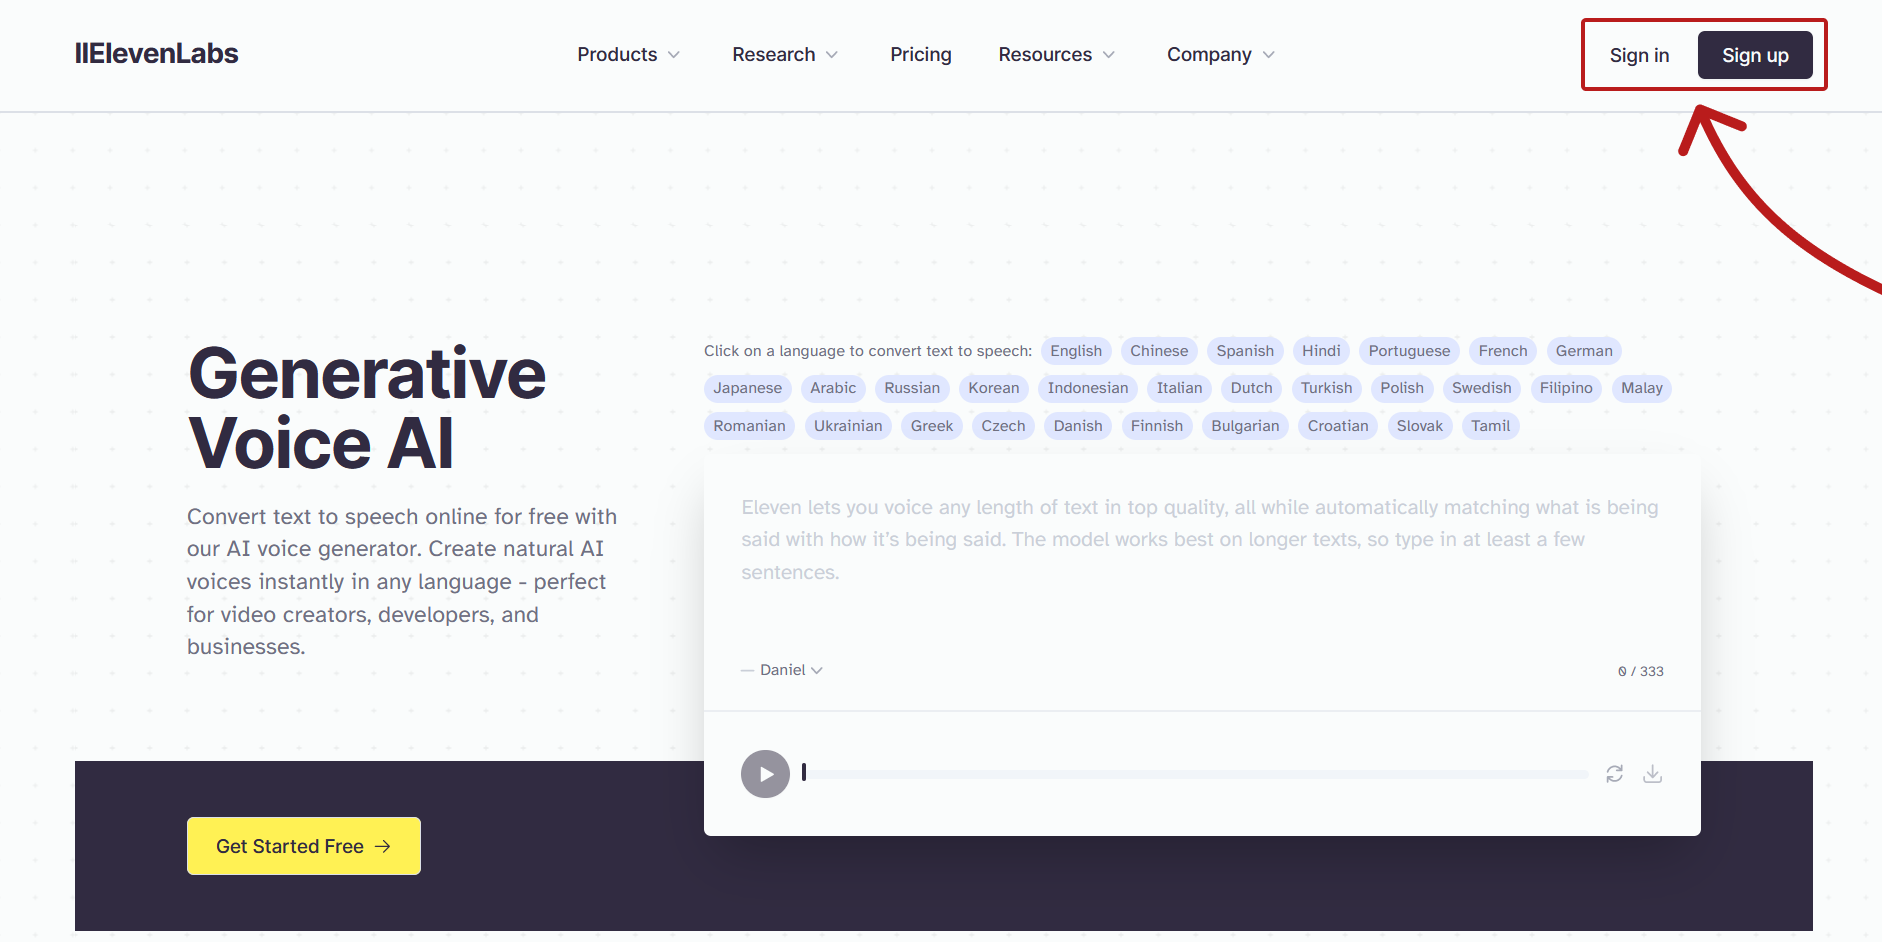 IIElevenLabs
Products
Research
Pricing
Resources
Company
Sign in
Sign up
Generative
Voice AI
Convert text to speech online for free with
our AI voice generator. Create natural AI
voices instantly in any language - perfect
for video creators, developers, and
businesses.
Click on a language to convert text to speech: English Chinese Spanish Hindi Portuguese French German
Japanese Arabic Russian Korean Indonesian Italian Dutch Turkish Polish Swedish Filipino Malay
Romanian Ukrainian Greek Czech Danish Finnish Bulgarian Croatian Slovak Tamil
Eleven lets you voice any length of text in top quality, all while automatically matching what is being
said with how it’s being said. The model works best on longer texts, so type in at least a few
sentences.
— Daniel
0 / 333
Get Started Free →